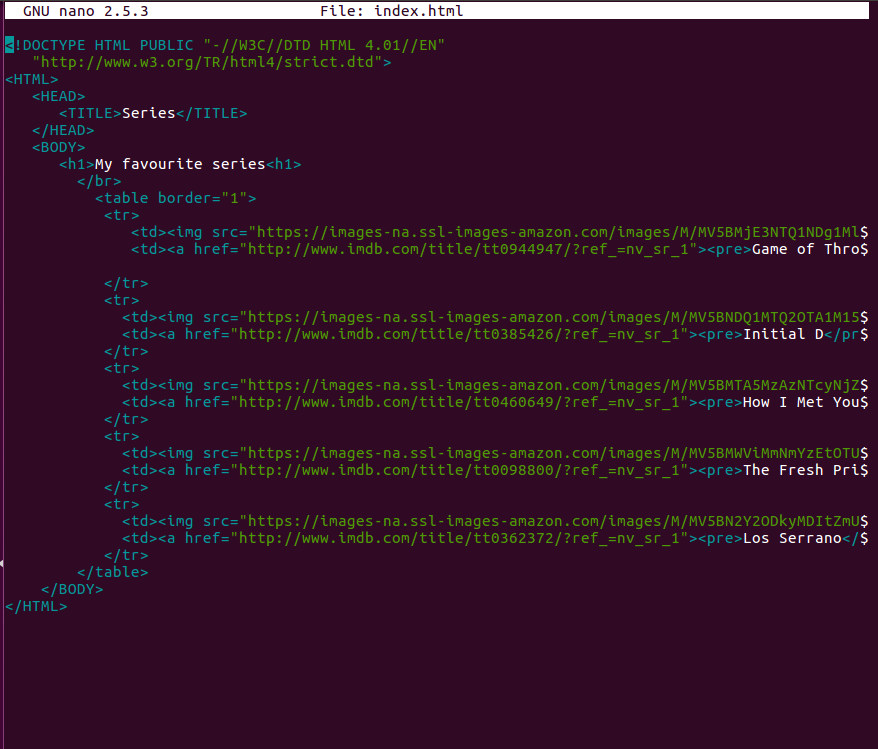 GNU nano 2.5.3 File: index.html
<!DOCTYPE HTML PUBLIC "-//W3C//DTD HTML 4.01//EN"
"http://www.w3.org/TR/html4/strict.dtd">
<HTML>
<HEAD>
<TITLE>Series</TITLE>
</HEAD>
<BODY>
<h1>My favourite series<h1>
</br>
<table border="1">
<tr>
<td><img src="https://images-na.ssl-images-amazon.com/images/M/MV5BMjE3NTQ1NDg1Ml$
<td><a href="http://www.imdb.com/title/tt0944947/?ref_=nv_sr_1"><pre>Game of Thro$
</tr>
<tr>
<td><img src="https://images-na.ssl-images-amazon.com/images/M/MV5BNDQ1MTQ2OTA1M15$
<td><a href="http://www.imdb.com/title/tt0385426/?ref_=nv_sr_1"><pre>Initial D</pr$
</tr>
<tr>
<td><img src="https://images-na.ssl-images-amazon.com/images/M/MV5BMTA5MzAzNTcyNjZ$
<td><a href="http://www.imdb.com/title/tt0460649/?ref_=nv_sr_1"><pre>How I Met You$
</tr>
<tr>
<td><img src="https://images-na.ssl-images-amazon.com/images/M/MV5BMWViMmNmYzEtOTU$
<td><a href="http://www.imdb.com/title/tt0098800/?ref_=nv_sr_1"><pre>The Fresh Pri$
</tr>
<tr>
<td><img src="https://images-na.ssl-images-amazon.com/images/M/MV5BN2Y2ODkyMDItZmU$
<td><a href="http://www.imdb.com/title/tt0362372/?ref_=nv_sr_1"><pre>Los Serrano</$
</tr>
</table>
</BODY>
</HTML>